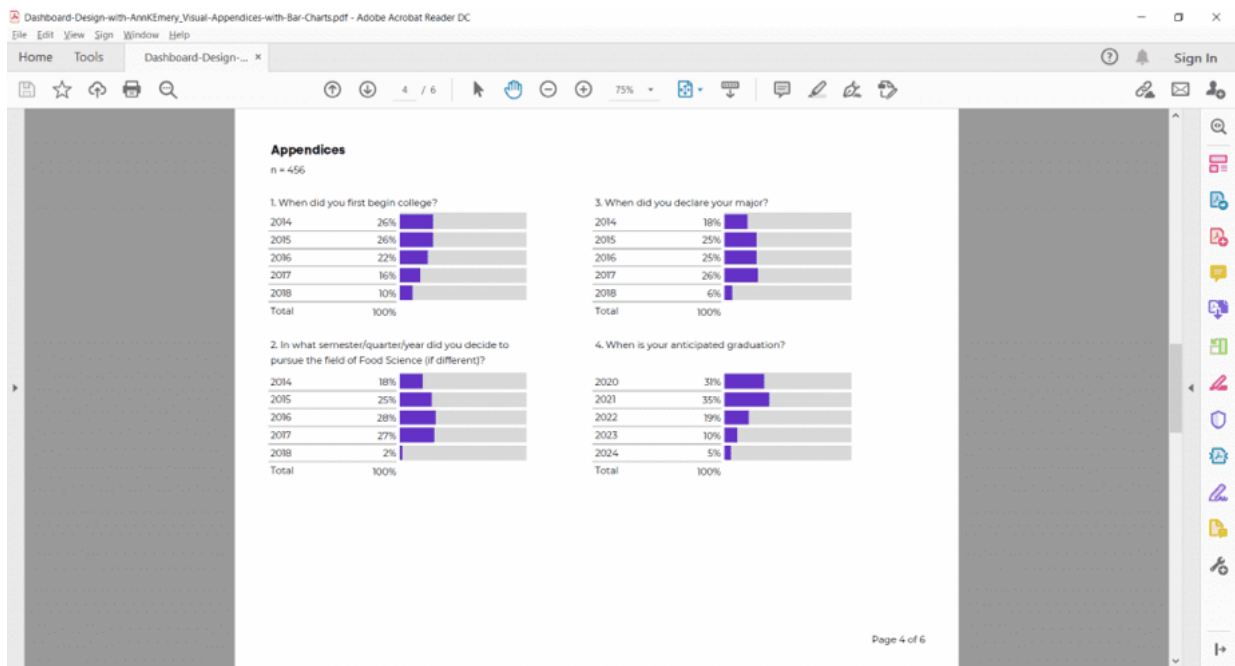 Dashboard-Design-with-AnnKEmery_Visual-Appendices-with-Bar-Charts.pdf - Adobe Acrobat Reader DC
File Edit View Sign Window Help
Home Tools Dashboard-Design-... × Sign In
4 / 6 75%
Appendices
n = 456
1. When did you first begin college?
2014 26%
2015 26%
2016 22%
2017 16%
2018 10%
Total 100%
2. In what semester/quarter/year did you decide to
pursue the field of Food Science (if different)?
2014 18%
2015 25%
2016 28%
2017 27%
2018 2%
Total 100%
3. When did you declare your major?
2014 18%
2015 25%
2016 25%
2017 26%
2018 6%
Total 100%
4. When is your anticipated graduation?
2020 31%
2021 35%
2022 19%
2023 10%
2024 5%
Total 100%
Page 4 of 6